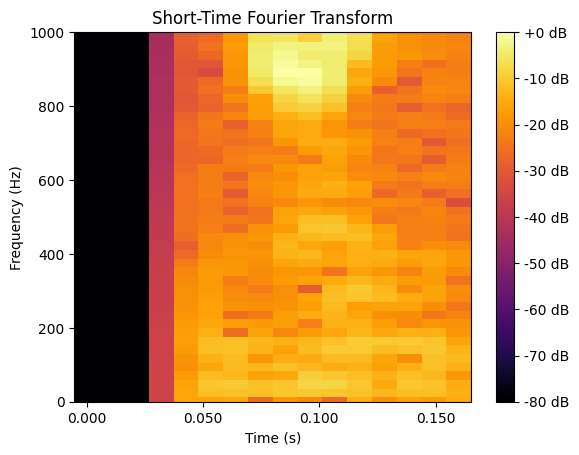 Short-Time Fourier Transform
1000
800
600
400
200
0
Frequency (Hz)
0.000
0.050
0.100
0.150
Time (s)
+0 dB
-10 dB
-20 dB
-30 dB
-40 dB
-50 dB
-60 dB
-70 dB
-80 dB